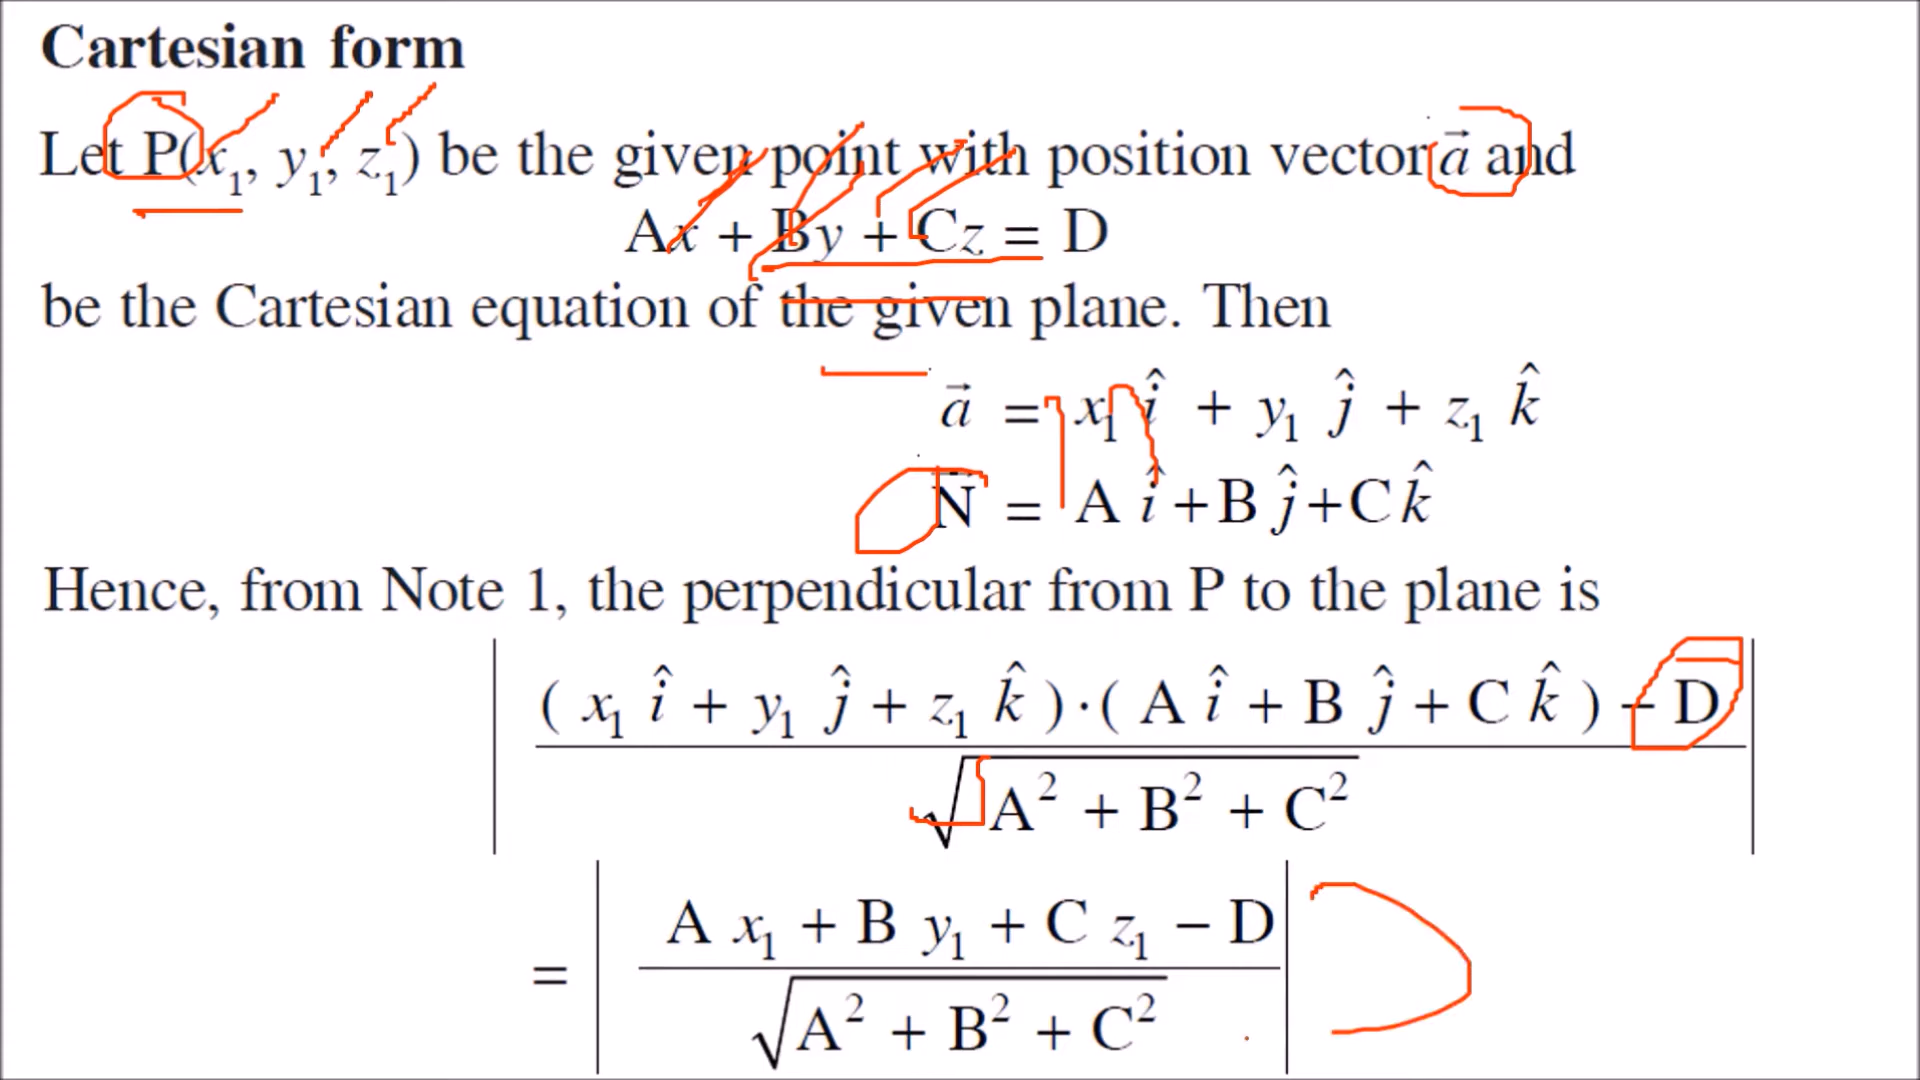 Cartesian form
Let P(x₁, y₁, z₁) be the given point with position vector a⃗ and
Ax + By + Cz = D
be the Cartesian equation of the given plane. Then
a⃗ = x₁ î + y₁ ĵ + z₁ k̂
N⃗ = A î + B ĵ + C k̂
Hence, from Note 1, the perpendicular from P to the plane is
| ( x₁ î + y₁ ĵ + z₁ k̂ ) · ( A î + B ĵ + C k̂ ) − D |
√A² + B² + C²
= | A x₁ + B y₁ + C z₁ − D |
√A² + B² + C²